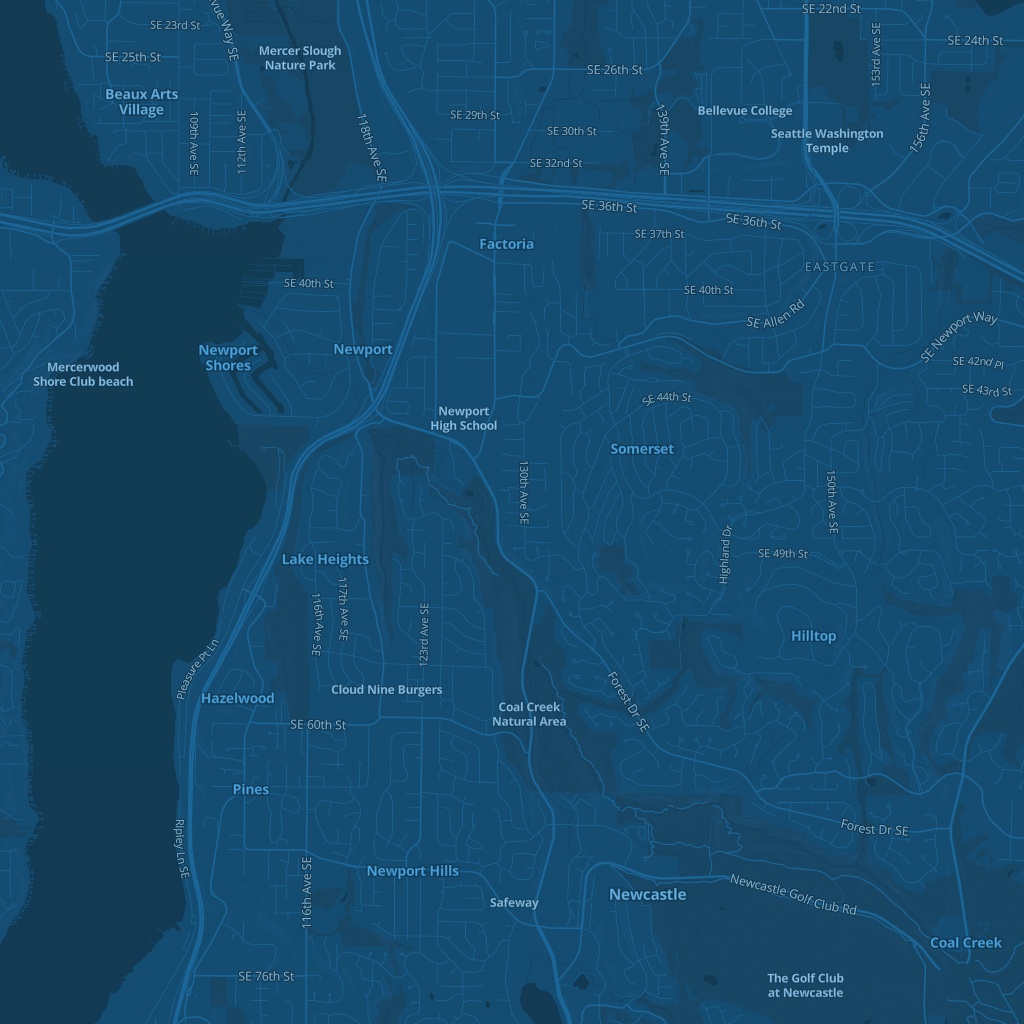 SE 22nd St
SE 23rd St
vue Way SE
SE 24th St
153rd Ave SE
Mercer Slough
Nature Park
SE 25th St
SE 26th St
Beaux Arts
Village
156th Ave SE
Bellevue College
SE 29th St
109th Ave SE
112th Ave SE
118th Ave SE
139th Ave SE
SE 30th St
Seattle Washington
Temple
SE 32nd St
SE 36th St
SE 36th St
SE 37th St
Factoria
EASTGATE
SE 40th St
SE 40th St
SE Allen Rd
SE Newport Way
Newport
Shores
Newport
Mercerwood
Shore Club beach
SE 42nd Pl
SE 43rd St
SE 44th St
Newport
High School
Somerset
130th Ave SE
150th Ave SE
Highland Dr
SE 49th St
Lake Heights
116th Ave SE
117th Ave SE
123rd Ave SE
Hilltop
Pleasure Pt Ln
Hazelwood
Cloud Nine Burgers
Forest Dr SE
Coal Creek
Natural Area
SE 60th St
Pines
Ripley Ln SE
Forest Dr SE
116th Ave SE
Newport Hills
Newcastle
Newcastle Golf Club Rd
Safeway
Coal Creek
SE 76th St
The Golf Club
at Newcastle